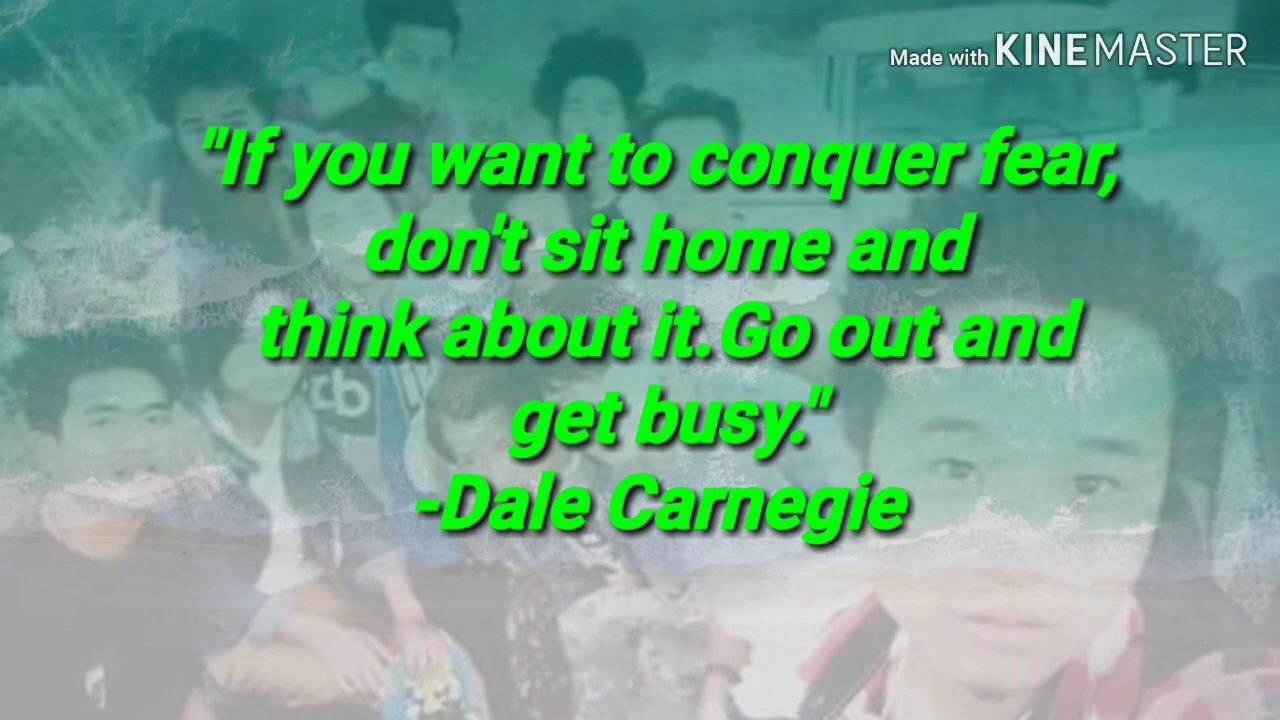 Made with KINEMASTER
"If you want to conquer fear,
don't sit home and
think about it.Go out and
get busy."
-Dale Carnegie
cb